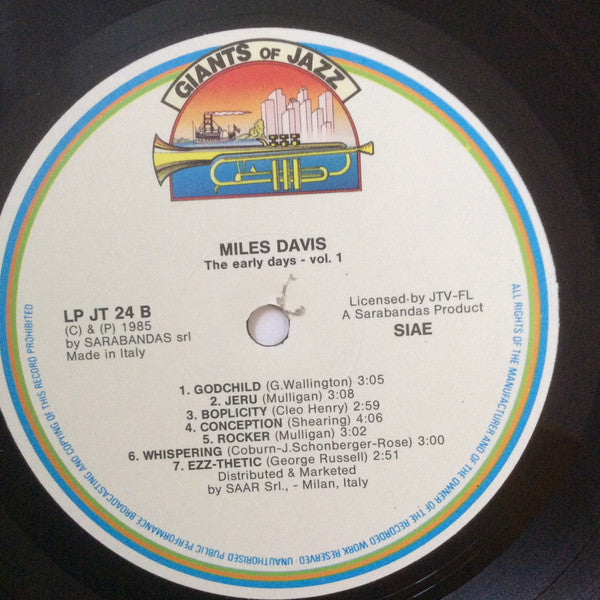 GIANTS OF JAZZ
MILES DAVIS
The early days - vol. 1
LP JT 24 B
(C) & (P) 1985
by SARABANDAS srl
Made in Italy
Licensed by JTV-FL
A Sarabandas Product
SIAE
1. GODCHILD (G.Wallington) 3:05
2. JERU (Mulligan) 3:08
3. BOPLICITY (Cleo Henry) 2:59
4. CONCEPTION (Shearing) 4:06
5. ROCKER (Mulligan) 3:02
6. WHISPERING (Coburn-J.Schonberger-Rose) 3:00
7. EZZ-THETIC (George Russell) 2:51
Distributed & Marketed
by SAAR Srl., - Milan, Italy
ALL RIGHTS OF THE MANUFACTURER AND OF THE OWNER OF THE RECORDED WORK RESERVED - UNAUTHORISED PUBLIC PERFORMANCE BROADCASTING AND COPYING OF THIS RECORD PROHIBITED